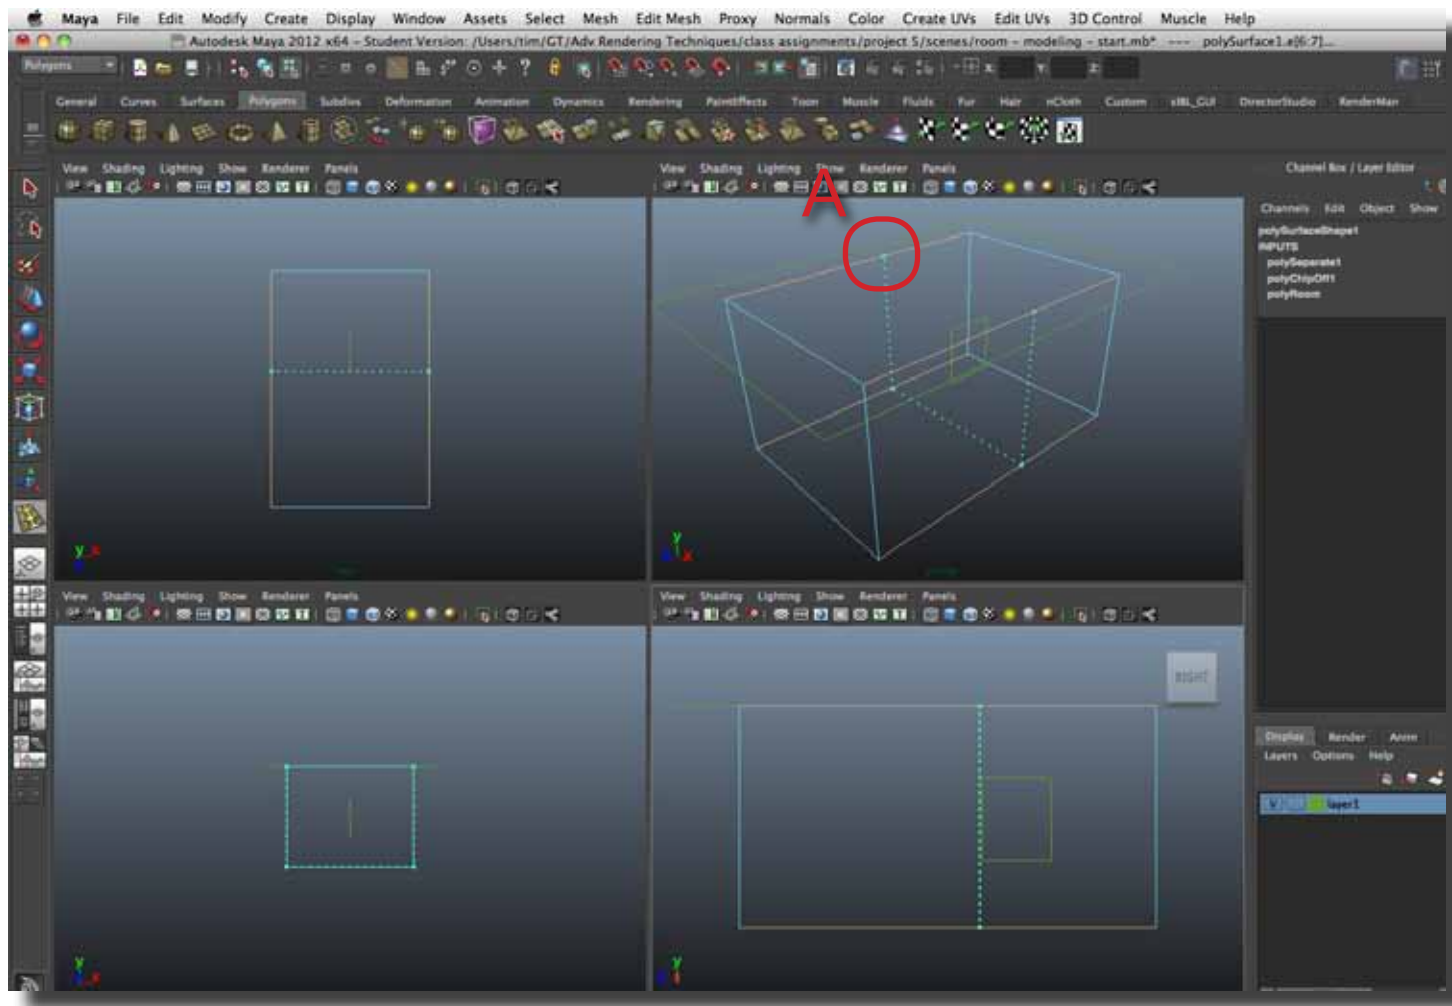 Maya File Edit Modify Create Display Window Assets Select Mesh Edit Mesh Proxy Normals Color Create UVs Edit UVs 3D Control Muscle Help
Autodesk Maya 2012 x64 – Student Version: /Users/tim/GT/Adv Rendering Techniques/class assignments/project 5/scenes/room – modeling – start.mb* --- polySurface1.e[6:7]...
Polygons
General Curves Surfaces Polygons Subdivs Deformation Animation Dynamics Rendering PaintEffects Toon Muscle Fluids Fur Hair nCloth Custom DirectorStudio RenderMan
View Shading Lighting Show Renderer Panels
View Shading Lighting Show Renderer Panels
Channel Box / Layer Editor
A
Channels Edit Object Show
polySurfaceShape1
INPUTS
polySeparate1
polyChipOff1
polyRoom
y x
y x
View Shading Lighting Show Renderer Panels
View Shading Lighting Show Renderer Panels
RIGHT
Display Render Anim
Layers Options Help
V layer1
y x
y